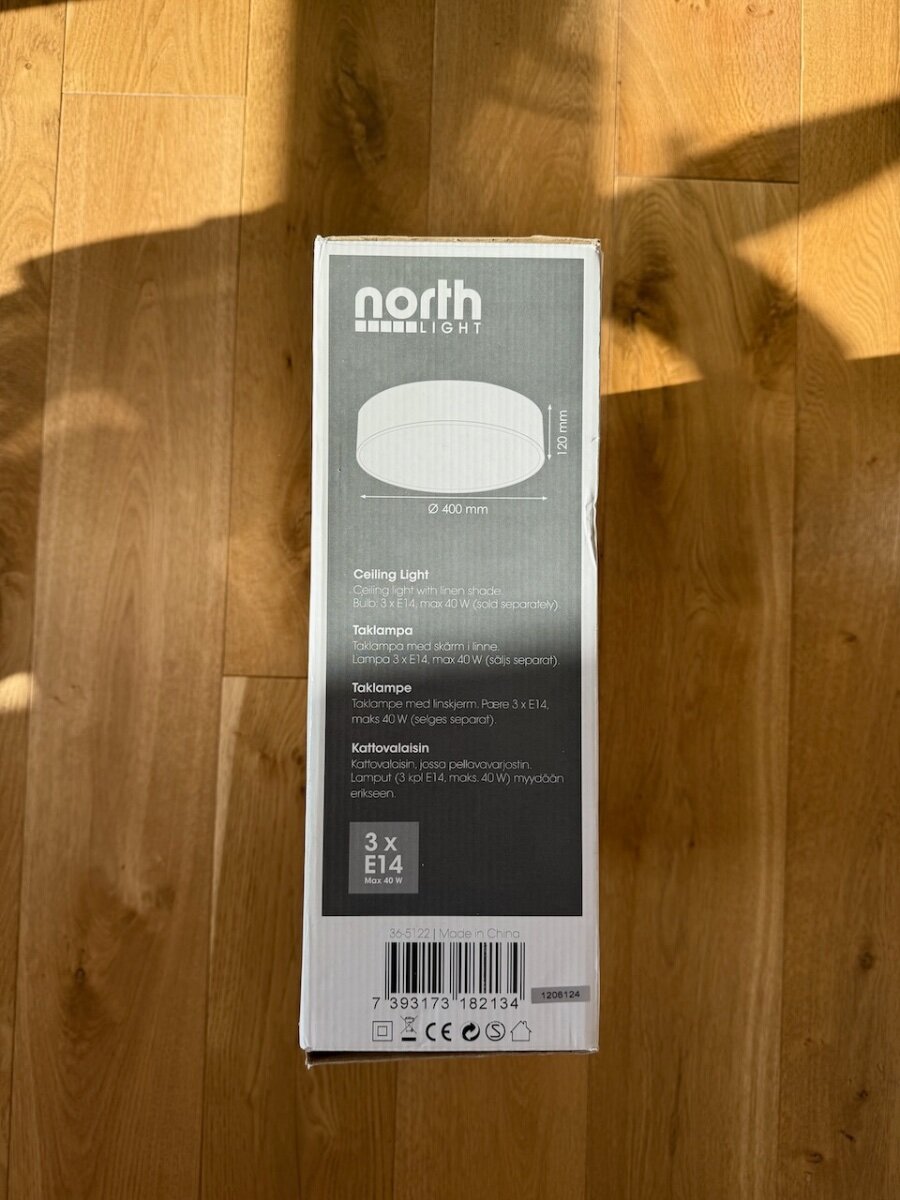 north
LIGHT
120 mm
Ø 400 mm
Ceiling Light
Ceiling light with linen shade.
Bulb: 3 x E14, max 40 W (sold separately).
Taklampa
Taklampa med skärm i linne.
Lampa 3 x E14, max 40 W (säljs separat).
Taklampe
Taklampe med linskjerm. Pære 3 x E14,
maks 40 W (selges separat).
Kattovalaisin
Kattovalaisin, jossa pellavavarjostin.
Lamput (3 kpl E14, maks. 40 W) myydään
erikseen.
3 x
E14
Max 40 W
36-5122 | Made in China
7 393173 182134
1206124
CE S